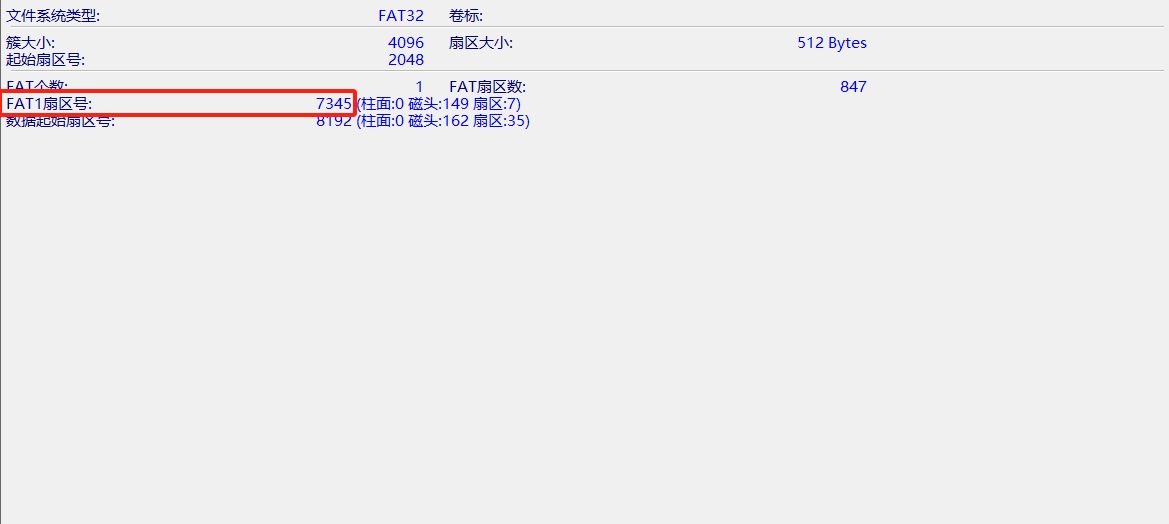 文件系统类型: FAT32 卷标:
簇大小: 4096 扇区大小: 512 Bytes
起始扇区号: 2048
FAT个数: 1 FAT扇区数: 847
FAT1扇区号: 7345 (柱面:0 磁头:149 扇区:7)
数据起始扇区号: 8192 (柱面:0 磁头:162 扇区:35)